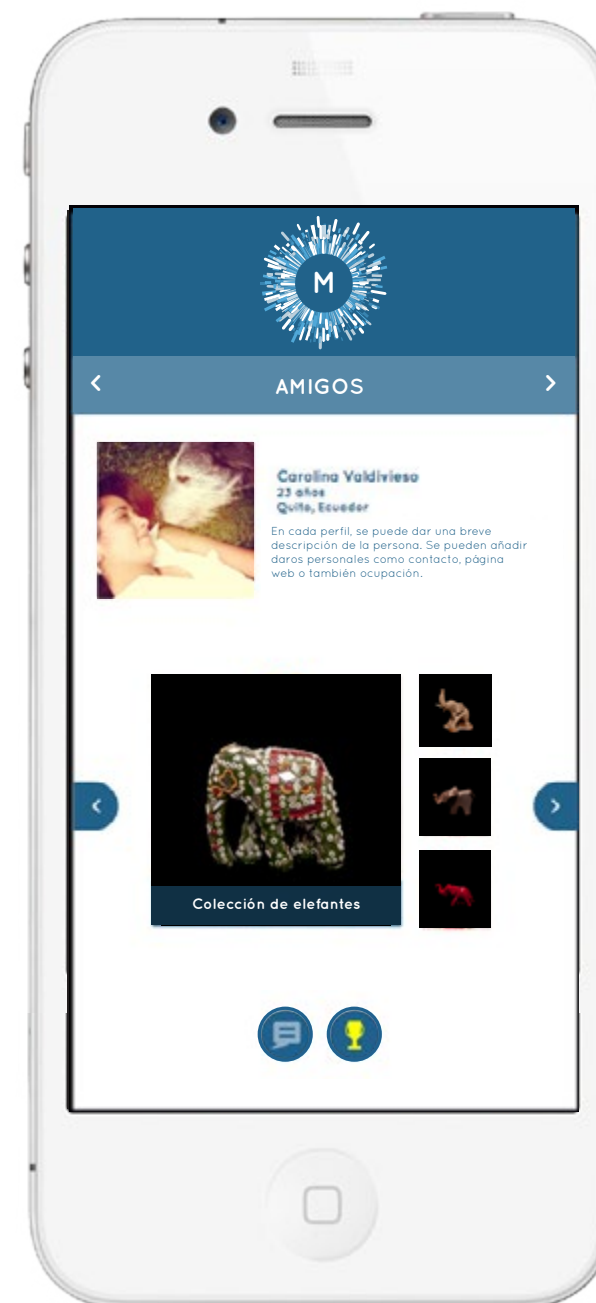 M
AMIGOS
Carolina Valdivieso
23 años
Quito, Ecuador
En cada perfil, se puede dar una breve
descripción de la persona. Se pueden añadir
daros personales como contacto, página
web o también ocupación.
Colección de elefantes